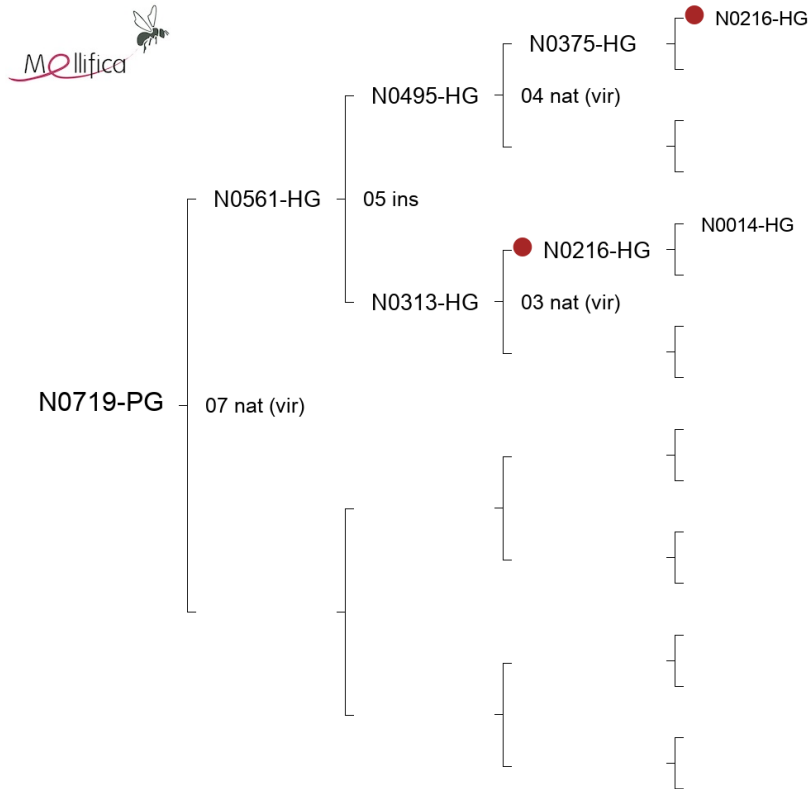 Mellifica
N0216-HG
N0375-HG
N0495-HG
04 nat (vir)
N0561-HG
05 ins
N0014-HG
N0216-HG
N0313-HG
03 nat (vir)
N0719-PG
07 nat (vir)